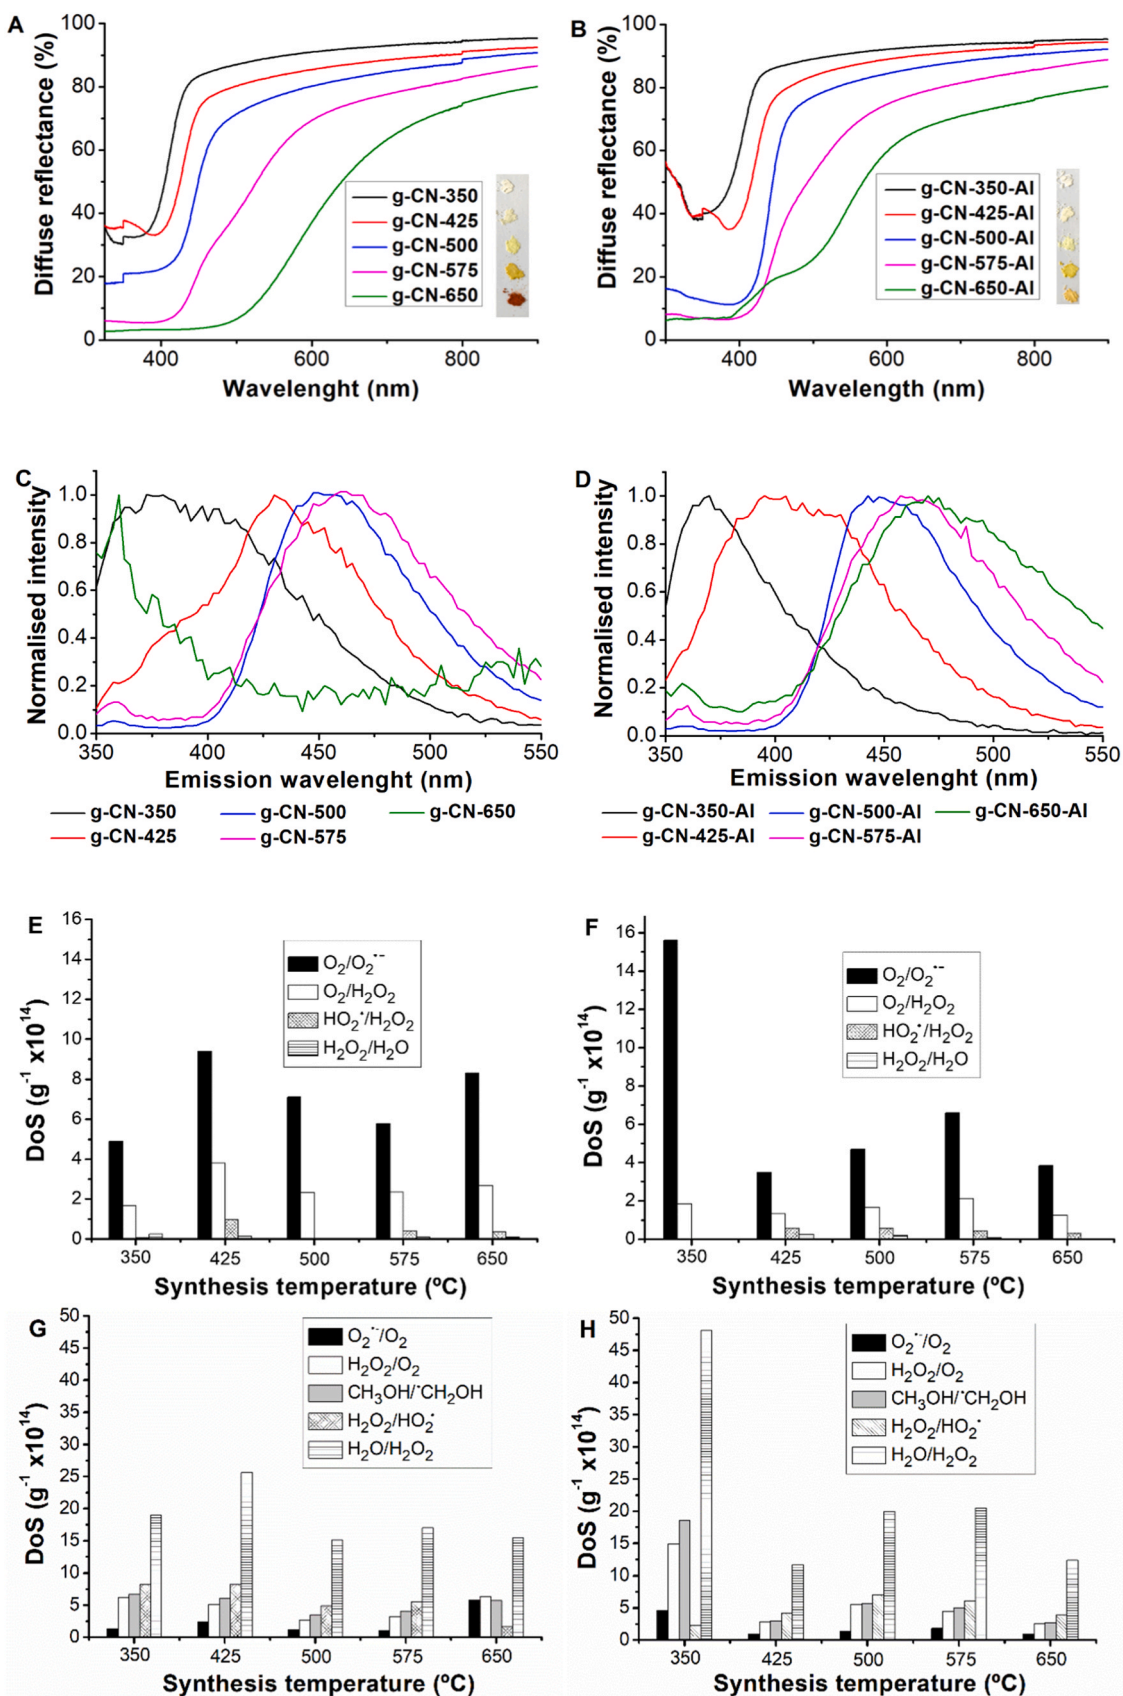 A
Diffuse reflectance (%)
100
80
60
40
20
0
400
600
800
Wavelenght (nm)
g-CN-350
g-CN-425
g-CN-500
g-CN-575
g-CN-650
B
Diffuse reflectance (%)
100
80
60
40
20
0
400
600
800
Wavelength (nm)
g-CN-350-Al
g-CN-425-Al
g-CN-500-Al
g-CN-575-Al
g-CN-650-Al
C
Normalised intensity
1.0
0.8
0.6
0.4
0.2
0.0
350
400
450
500
550
Emission wavelenght (nm)
g-CN-350
g-CN-500
g-CN-650
g-CN-425
g-CN-575
D
Normalised intensity
1.0
0.8
0.6
0.4
0.2
0.0
350
400
450
500
550
Emission wavelenght (nm)
g-CN-350-Al
g-CN-500-Al
g-CN-650-Al
g-CN-425-Al
g-CN-575-Al
E
DoS (g⁻¹ x10¹⁴)
16
14
12
10
8
6
4
2
0
O₂/O₂•⁻
O₂/H₂O₂
HO₂•/H₂O₂
H₂O₂/H₂O
350
425
500
575
650
Synthesis temperature (ºC)
F
DoS (g⁻¹ x10¹⁴)
16
14
12
10
8
6
4
2
0
O₂/O₂•⁻
O₂/H₂O₂
HO₂•/H₂O₂
H₂O₂/H₂O
350
425
500
575
650
Synthesis temperature (ºC)
G
DoS (g⁻¹ x10¹⁴)
50
45
40
35
30
25
20
15
10
5
0
O₂•⁻/O₂
H₂O₂/O₂
CH₃OH/•CH₂OH
H₂O₂/HO₂•
H₂O/H₂O₂
350
425
500
575
650
Synthesis temperature (ºC)
H
DoS (g⁻¹ x10¹⁴)
50
45
40
35
30
25
20
15
10
5
0
O₂•⁻/O₂
H₂O₂/O₂
CH₃OH/•CH₂OH
H₂O₂/HO₂•
H₂O/H₂O₂
350
425
500
575
650
Synthesis temperature (ºC)